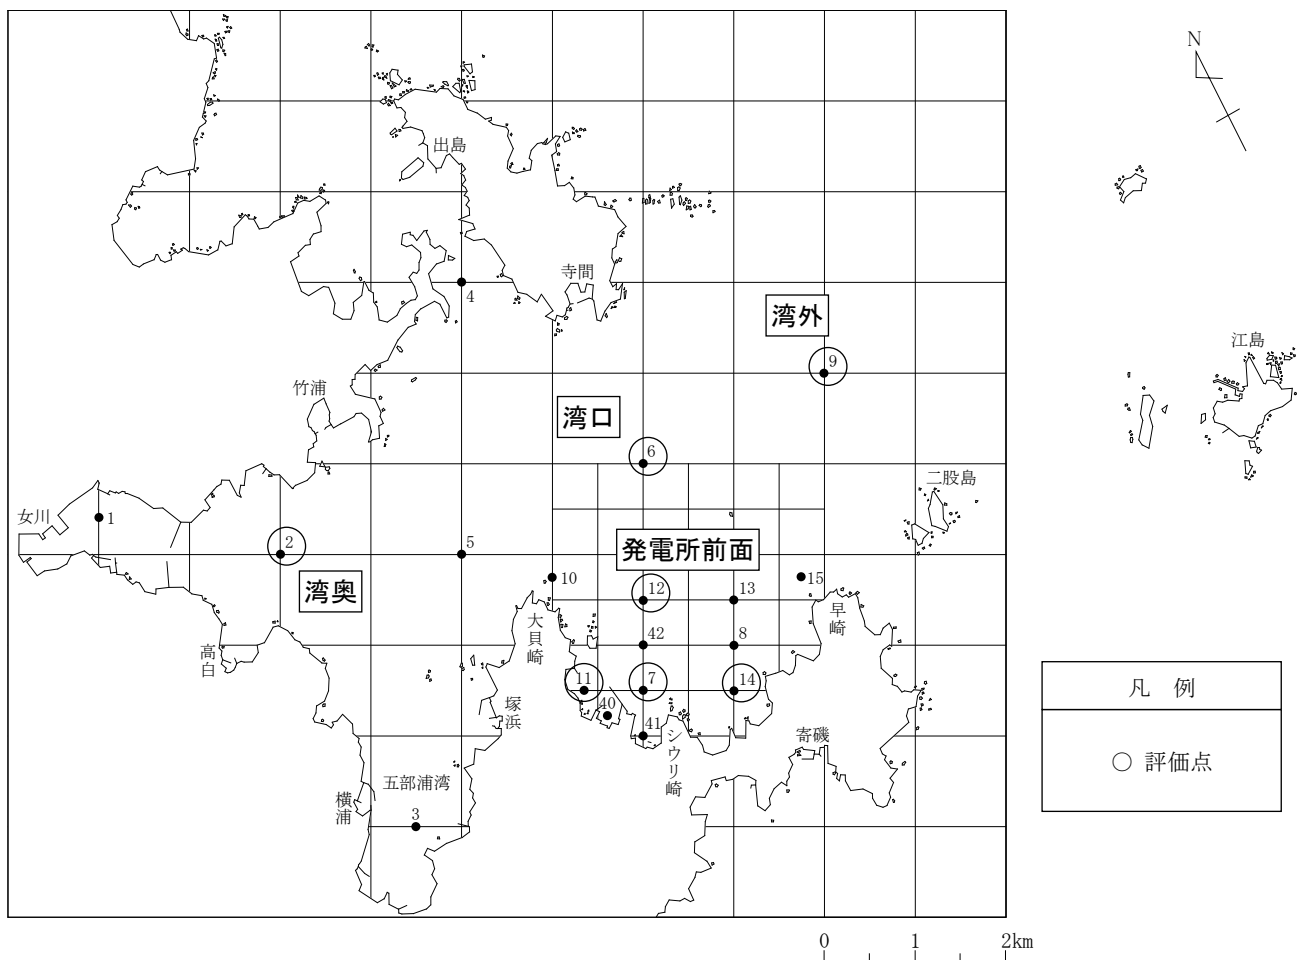 N
出島
4
寺間
湾外
9
江島
竹浦
湾口
6
二股島
女川
1
2
5
発電所前面
湾奥
10
12
13
15
大貝崎
早崎
高白
42
8
11
7
14
塚浜
40
41
シウリ崎
寄磯
五部浦湾
横浦
3
凡 例
○ 評価点
0 1 2km